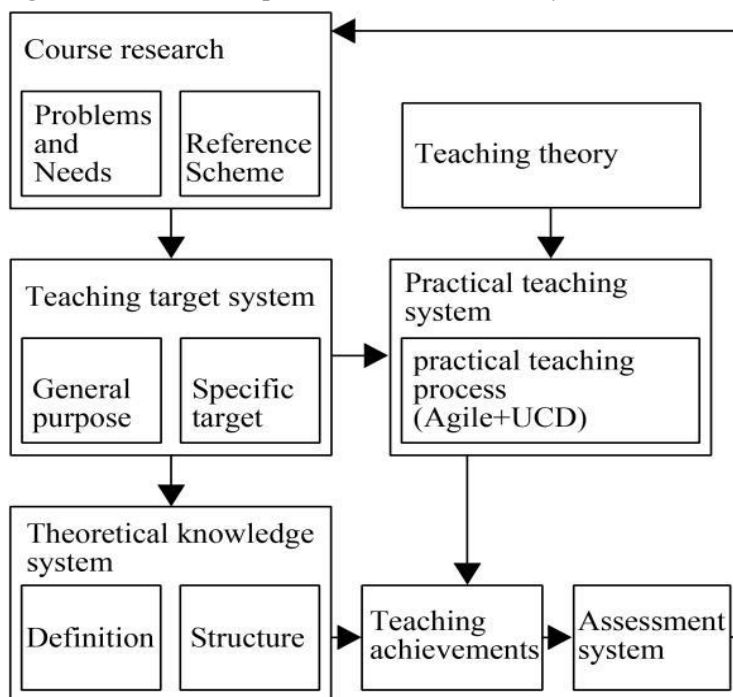 Course research
Problems
and
Needs
Reference
Scheme
Teaching theory
Teaching target system
General
purpose
Specific
target
Practical teaching
system
practical teaching
process
(Agile+UCD)
Theoretical knowledge
system
Definition
Structure
Teaching
achievements
Assessment
system